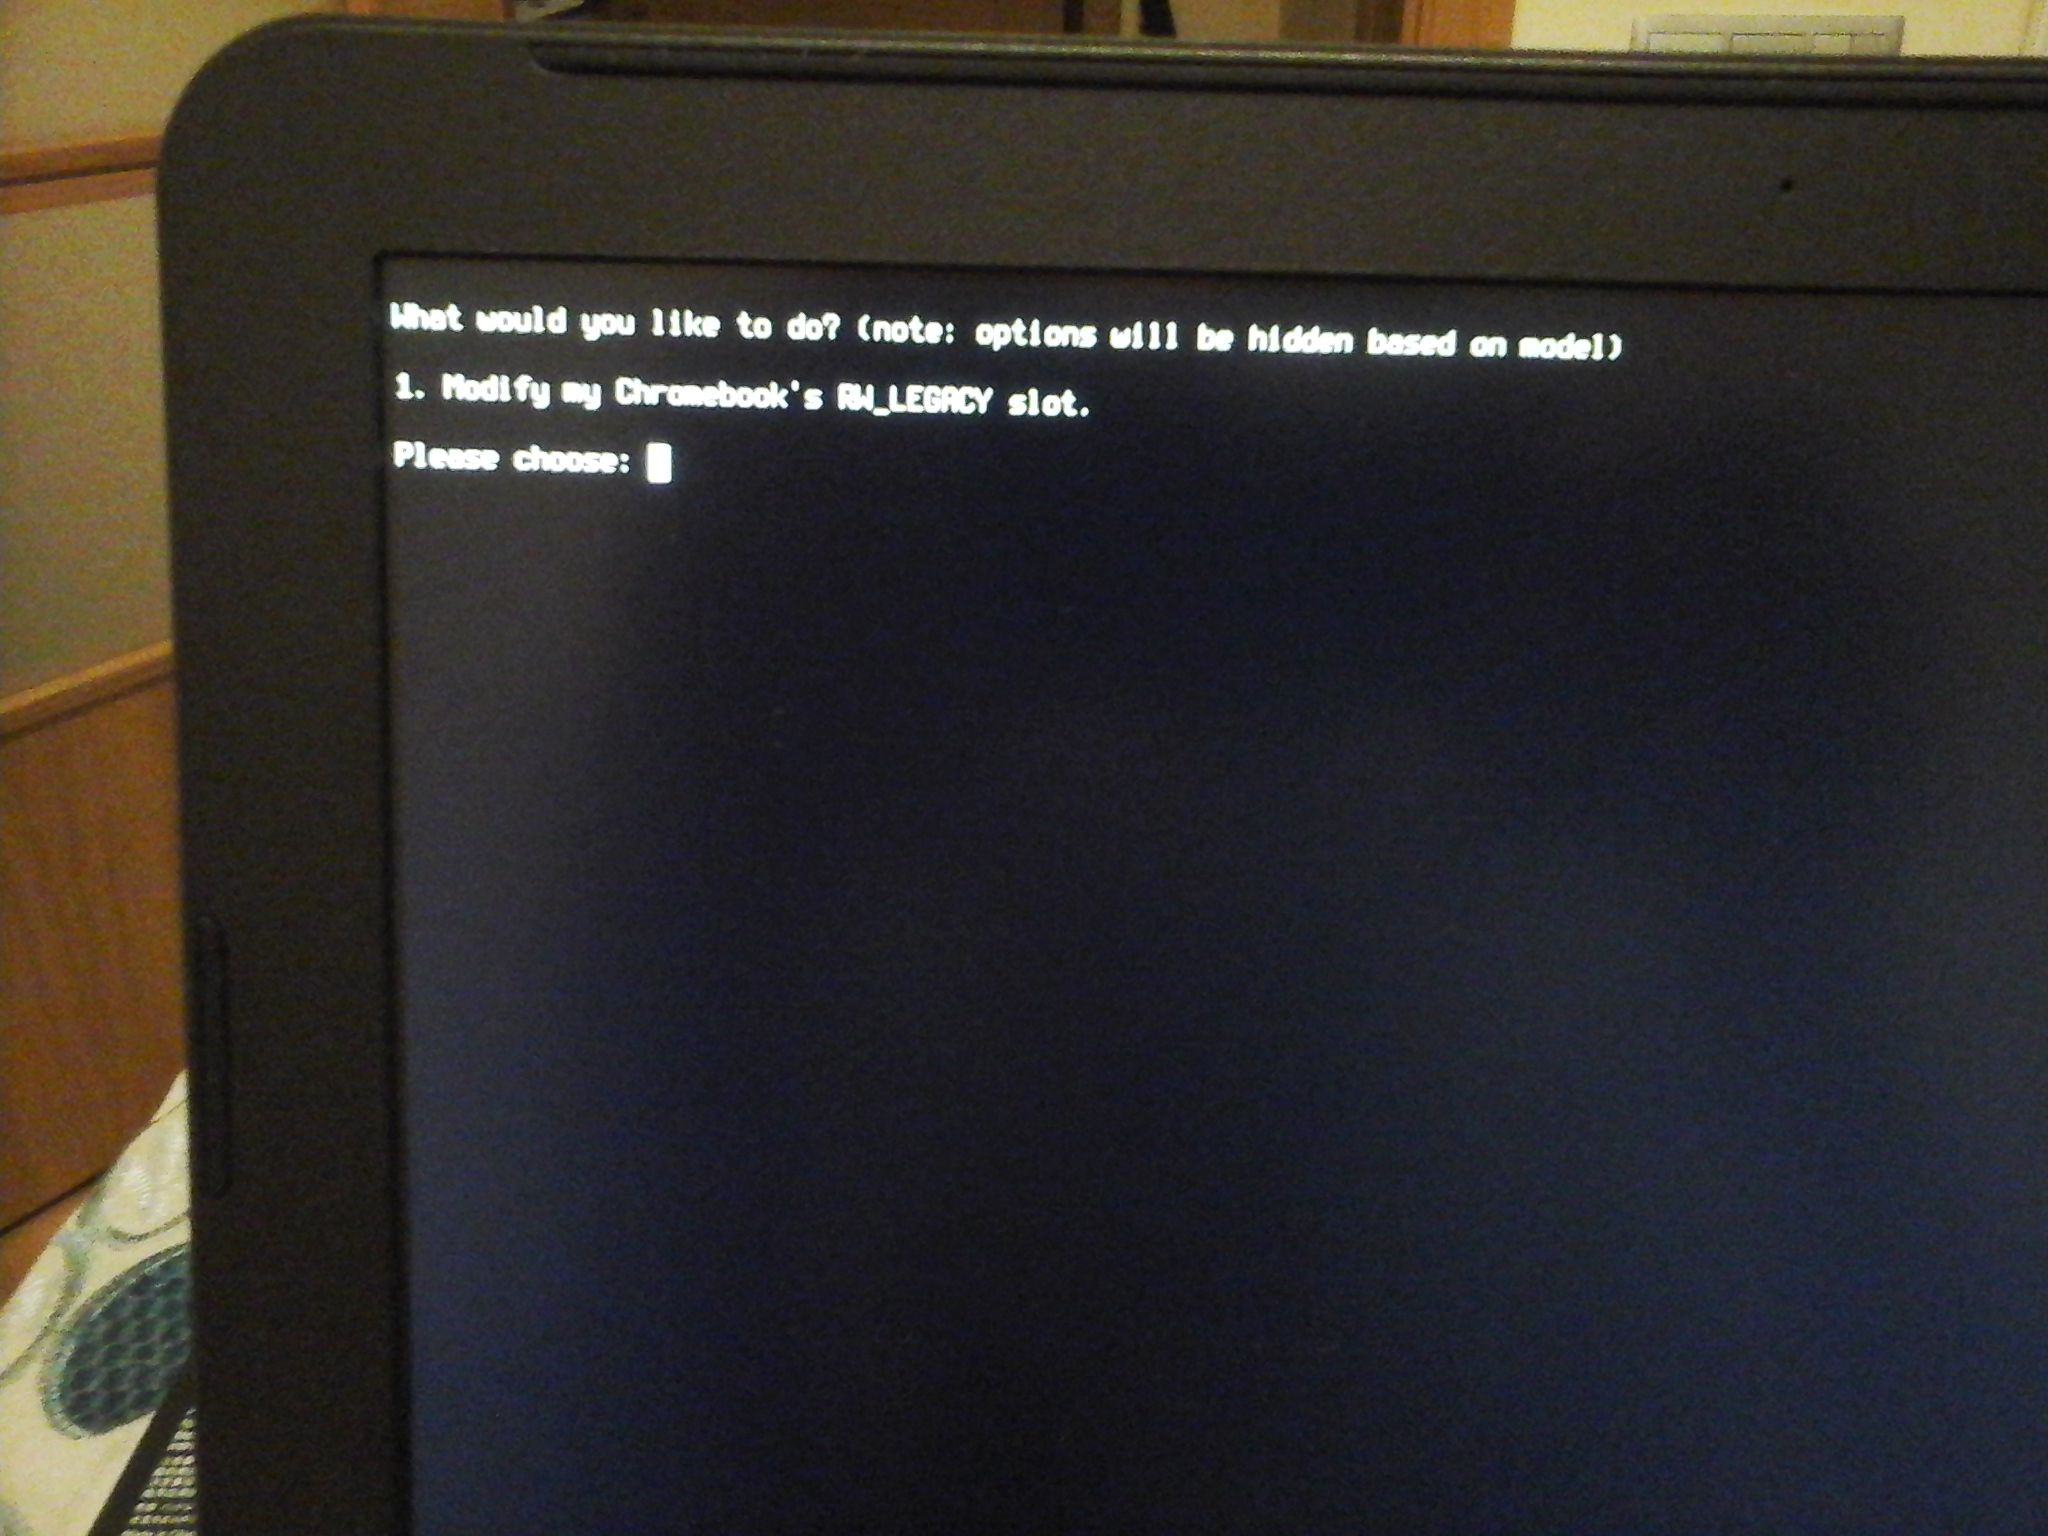 What would you like to do? (note: options will be hidden based on model)
1. Modify my Chromebook's RW_LEGACY slot.
Please choose: